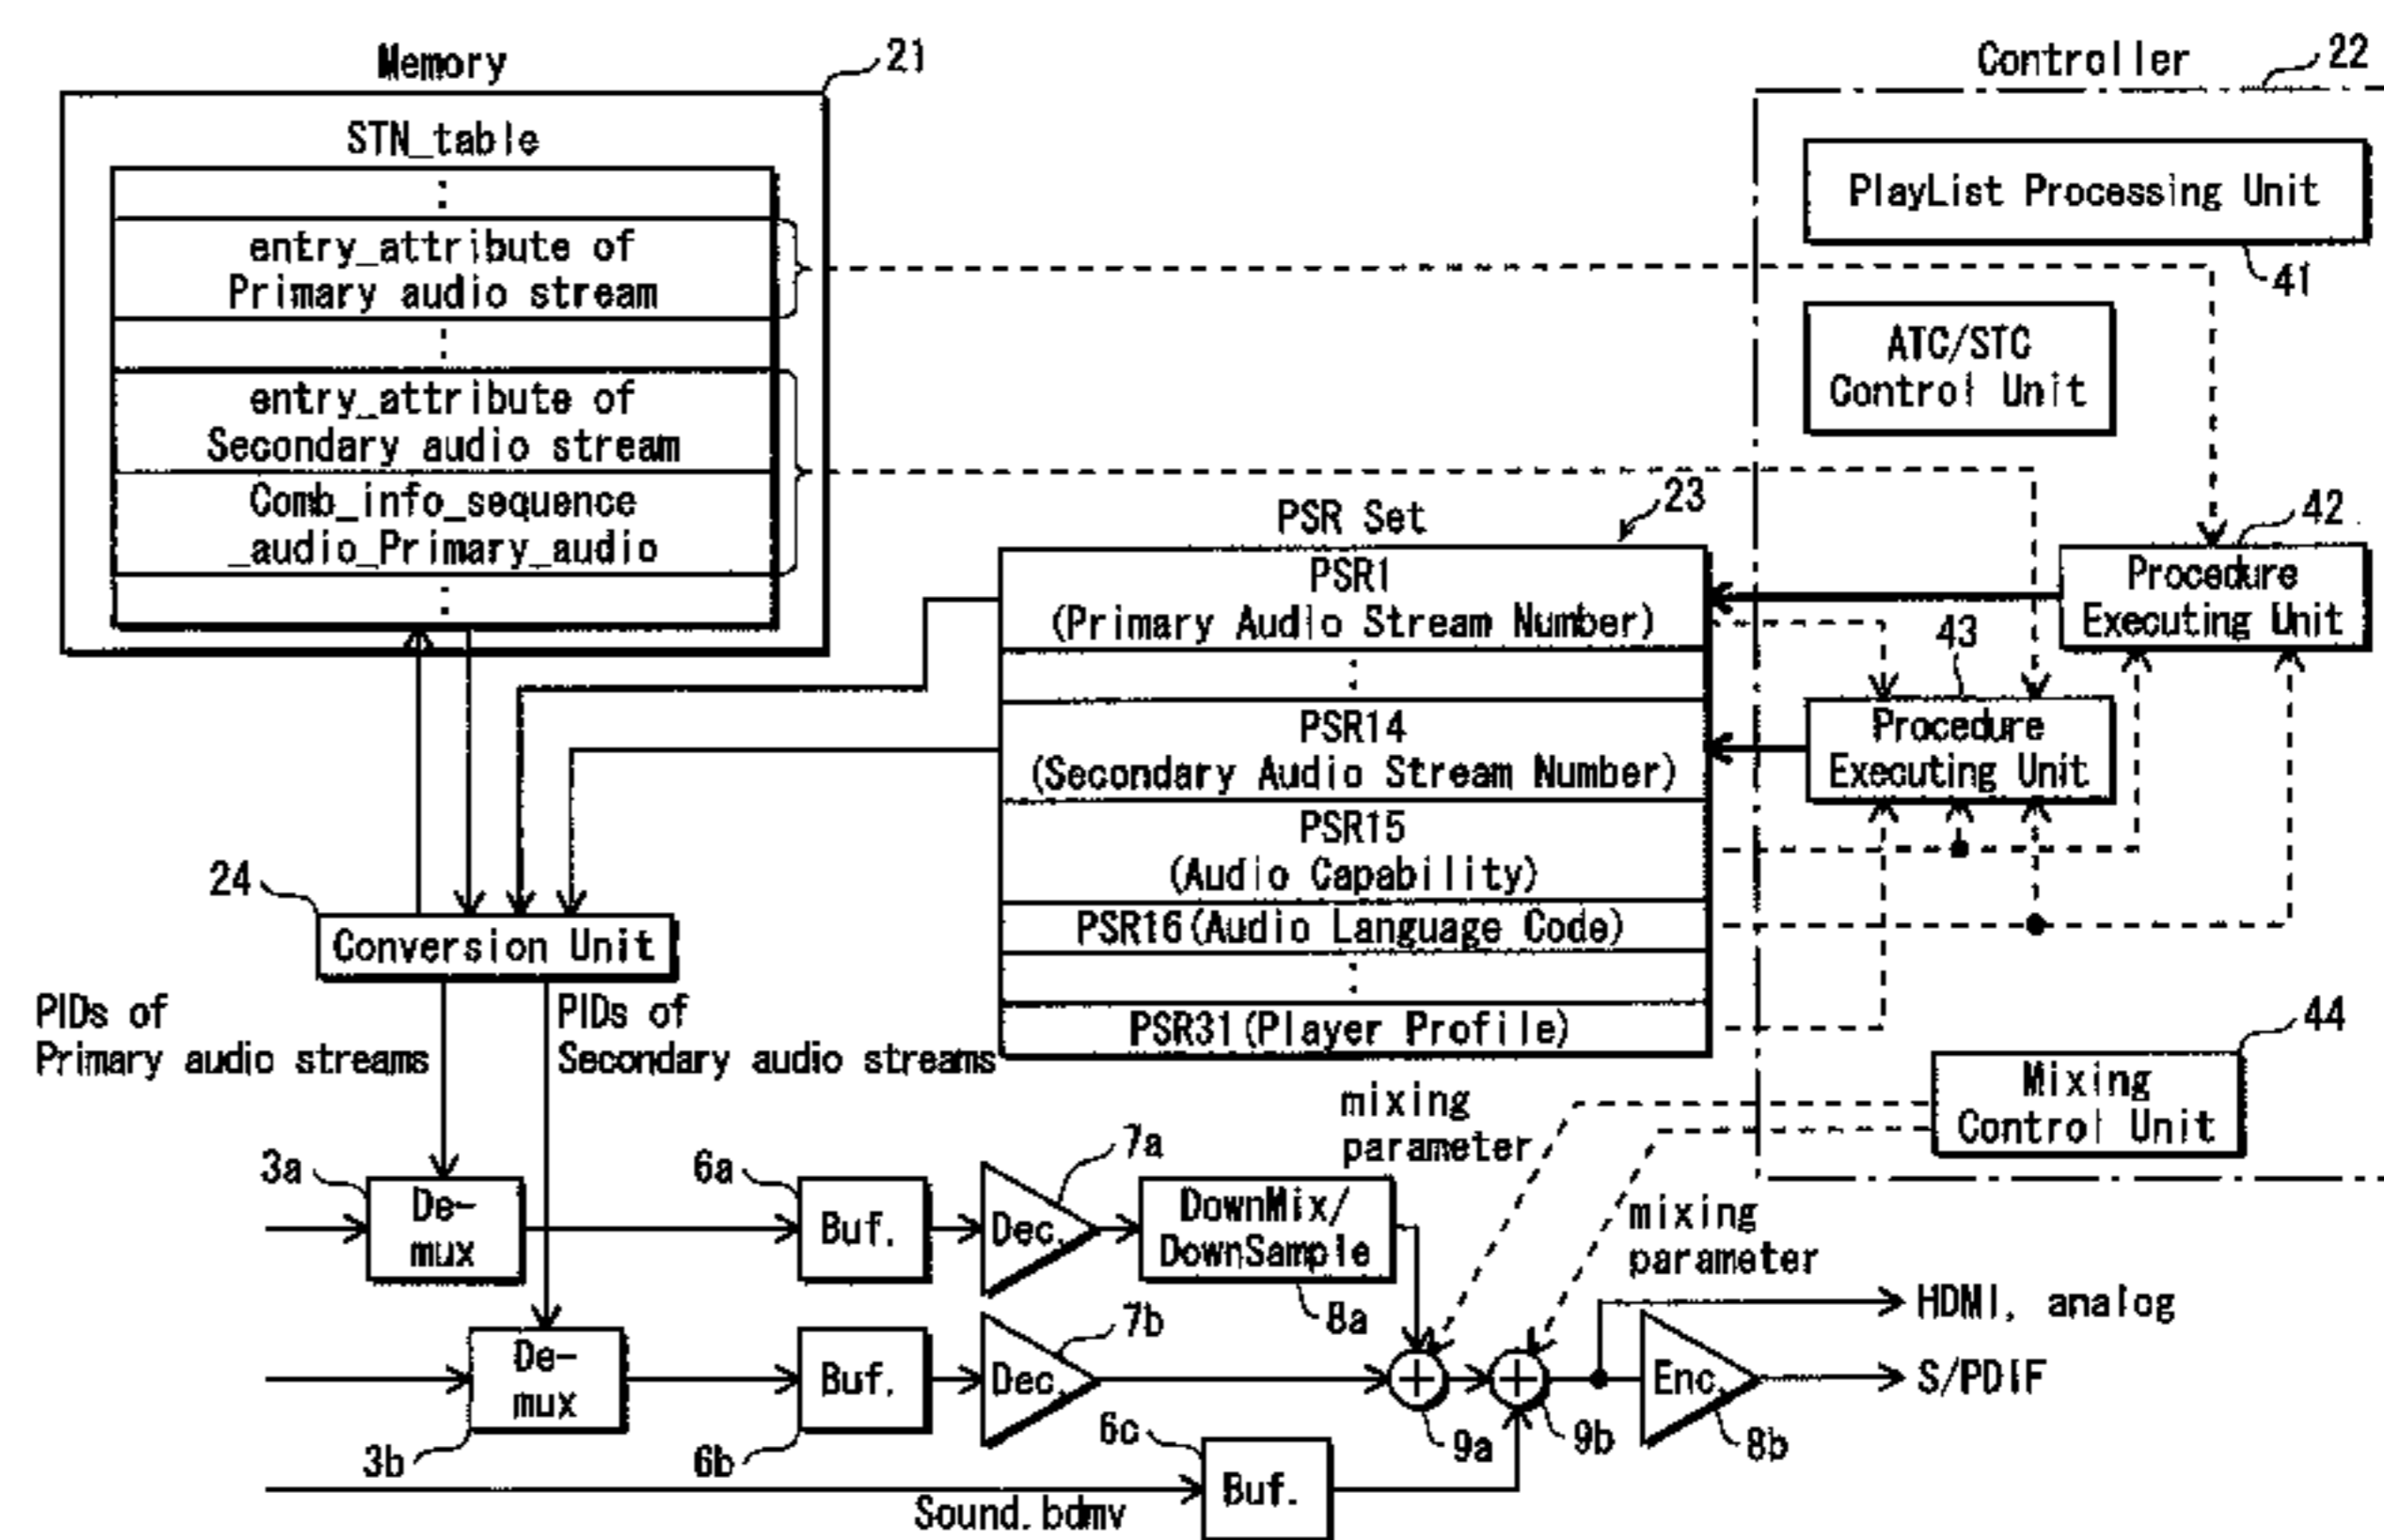 Memory
21
STN_table
:
entry_attribute of
Primary audio stream
:
entry_attribute of
Secondary audio stream
Comb_info_sequence
_audio_Primary_audio
:
Controller
22
PlayList Processing Unit
41
ATC/STC
Control Unit
42
Procedure
Executing Unit
43
Procedure
Executing Unit
PSR Set
23
PSR1
(Primary Audio Stream Number)
:
PSR14
(Secondary Audio Stream Number)
PSR15
(Audio Capability)
PSR16(Audio Language Code)
:
PSR31(Player Profile)
24
Conversion Unit
PIDs of
Primary audio streams
PIDs of
Secondary audio streams
44
Mixing
Control Unit
mixing
parameter
mixing
parameter
3a
De-
mux
6a
Buf.
7a
Dec.
DownMix/
DownSample
8a
3b
De-
mux
6b
Buf.
7b
Dec.
+
9a
+
9b
Enc.
8b
HDMI, analog
S/PDIF
6c
Buf.
Sound.bdmv